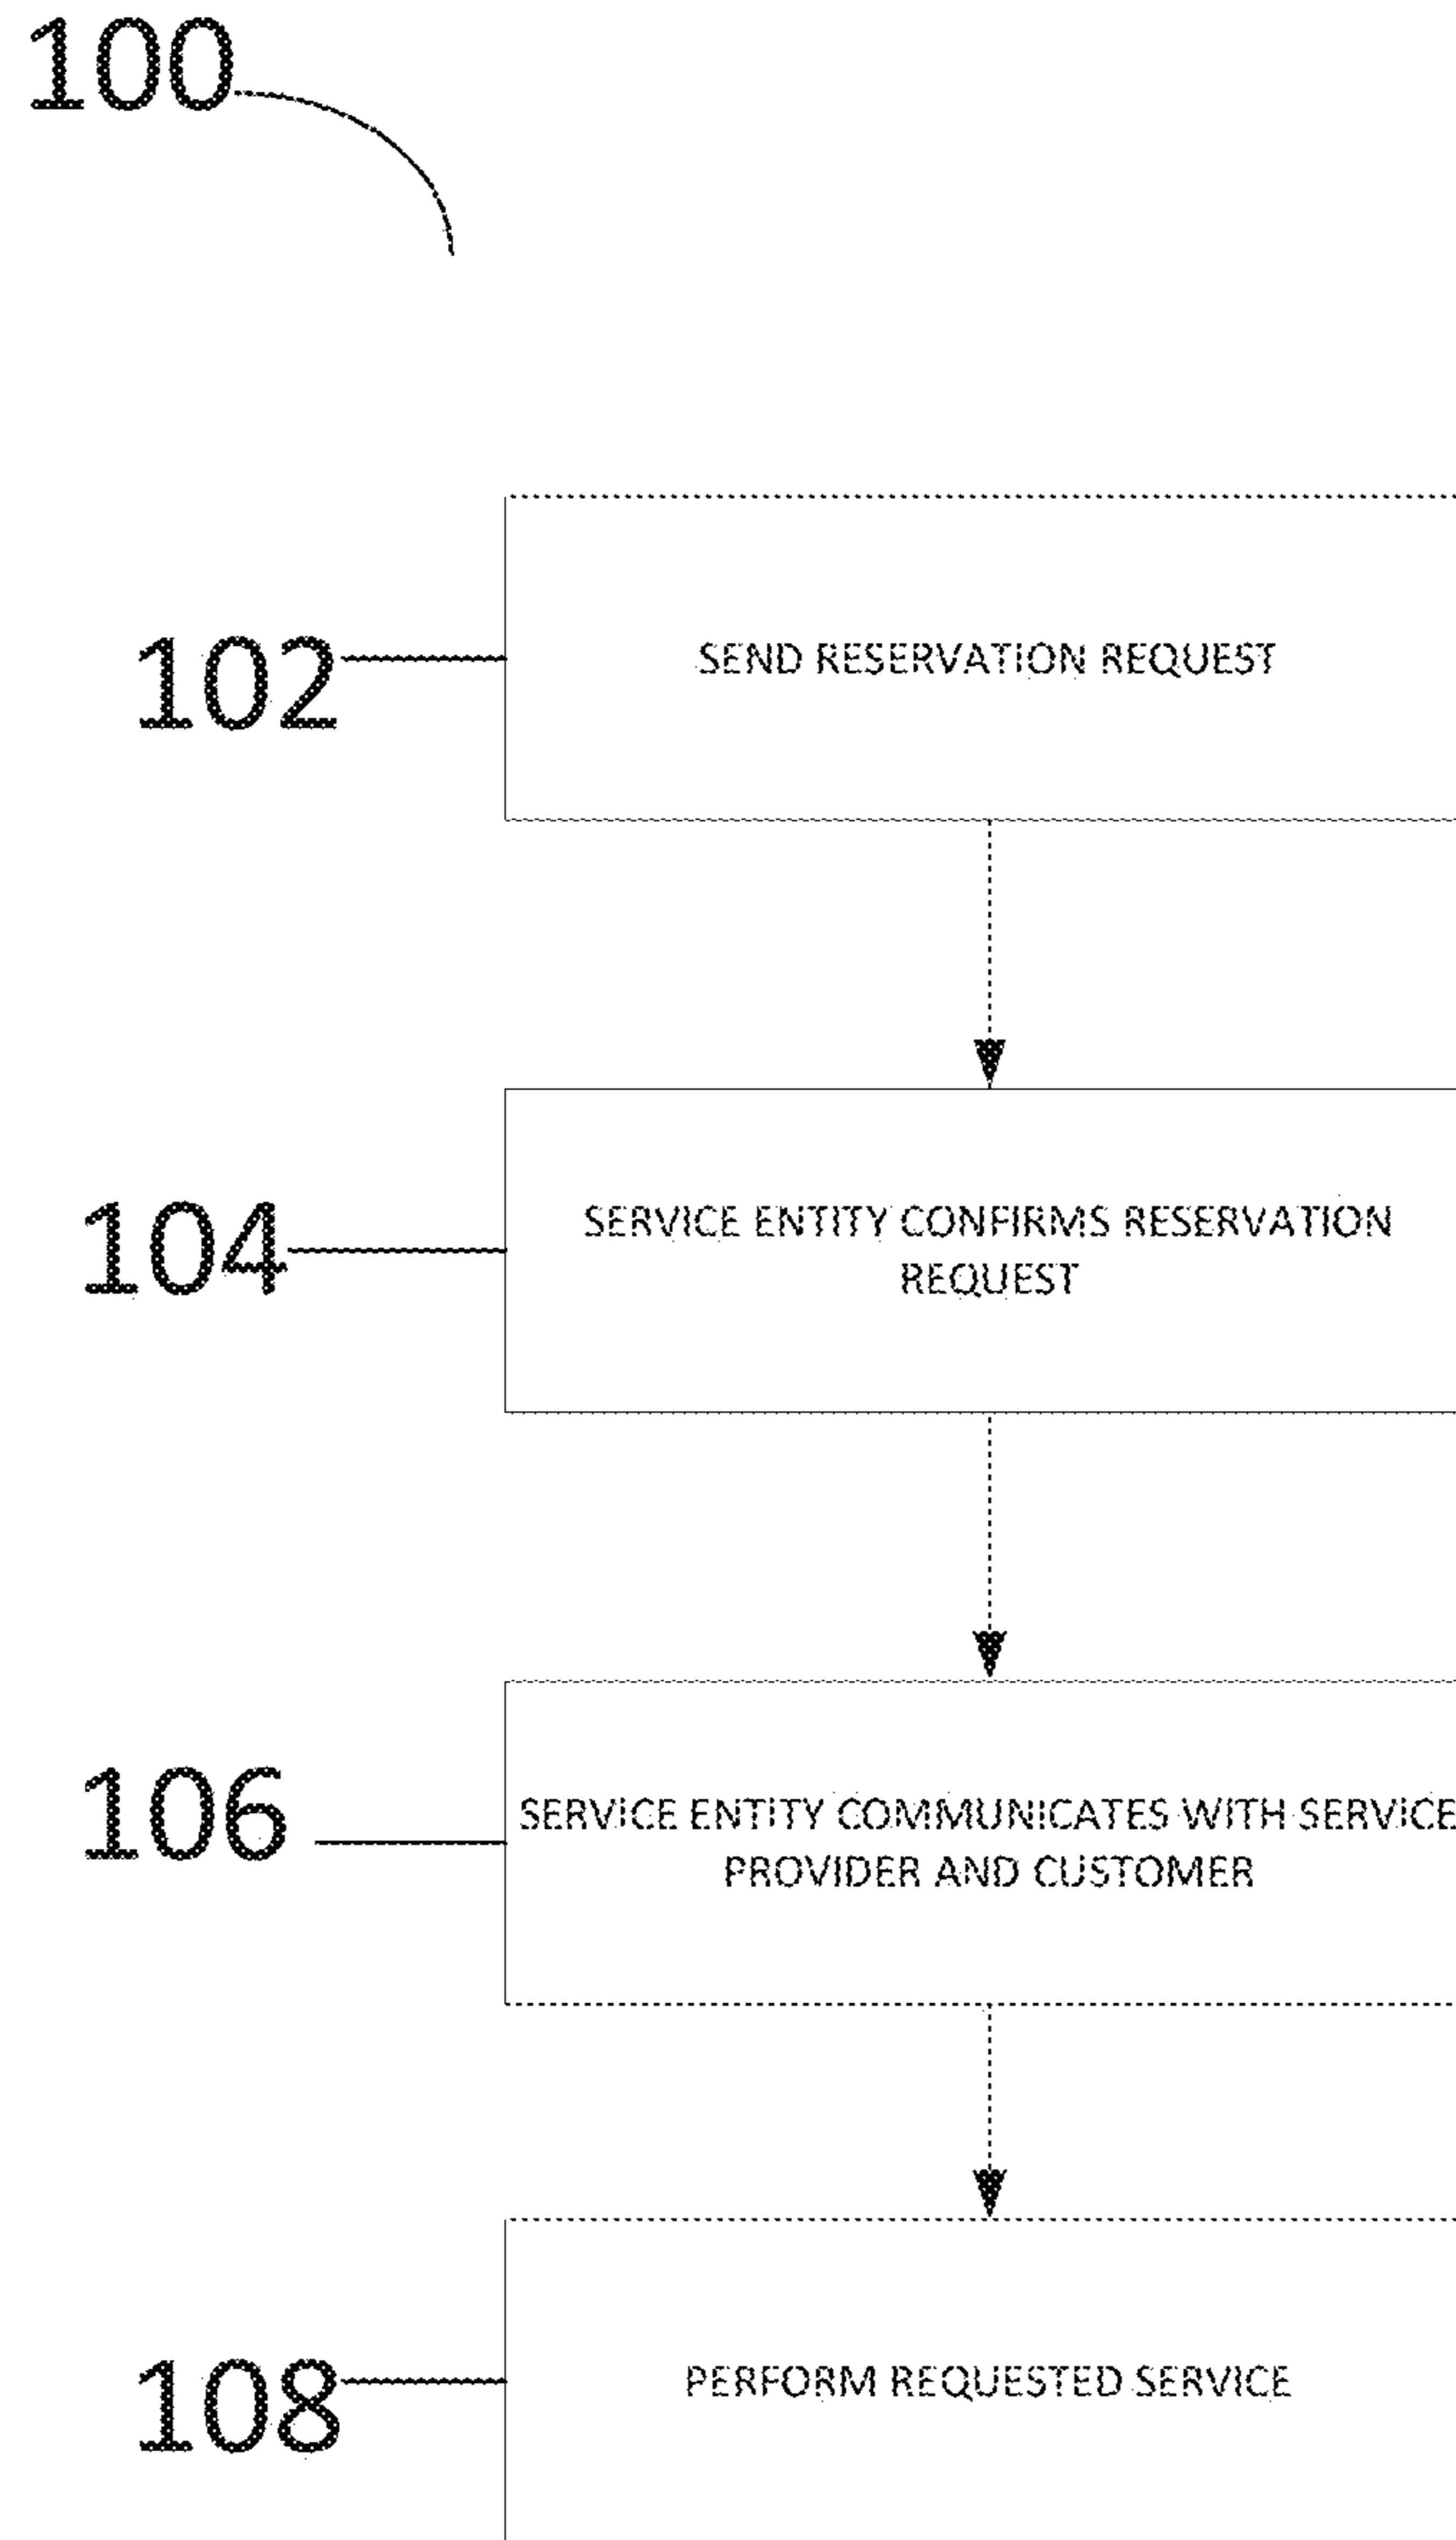 100
102
SEND RESERVATION REQUEST
104
SERVICE ENTITY CONFIRMS RESERVATION
REQUEST
106
SERVICE ENTITY COMMUNICATES WITH SERVICE
PROVIDER AND CUSTOMER
108
PERFORM REQUESTED SERVICE